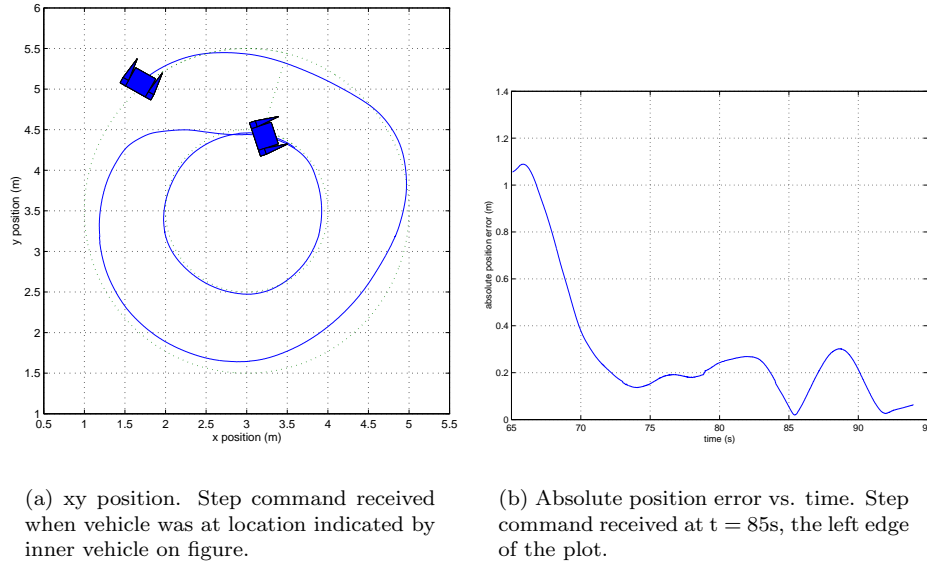 6
5.5
5
4.5
4
3.5
3
2.5
2
1.5
1
0.5 1 1.5 2 2.5 3 3.5 4 4.5 5 5.5
x position (m)
y position (m)
1.4
1.2
1
0.8
0.6
0.4
0.2
0
65 70 75 80 85 90 95
time (s)
absolute position error (m)
(a) xy position. Step command received
when vehicle was at location indicated by
inner vehicle on figure.
(b) Absolute position error vs. time. Step
command received at t = 85s, the left edge
of the plot.